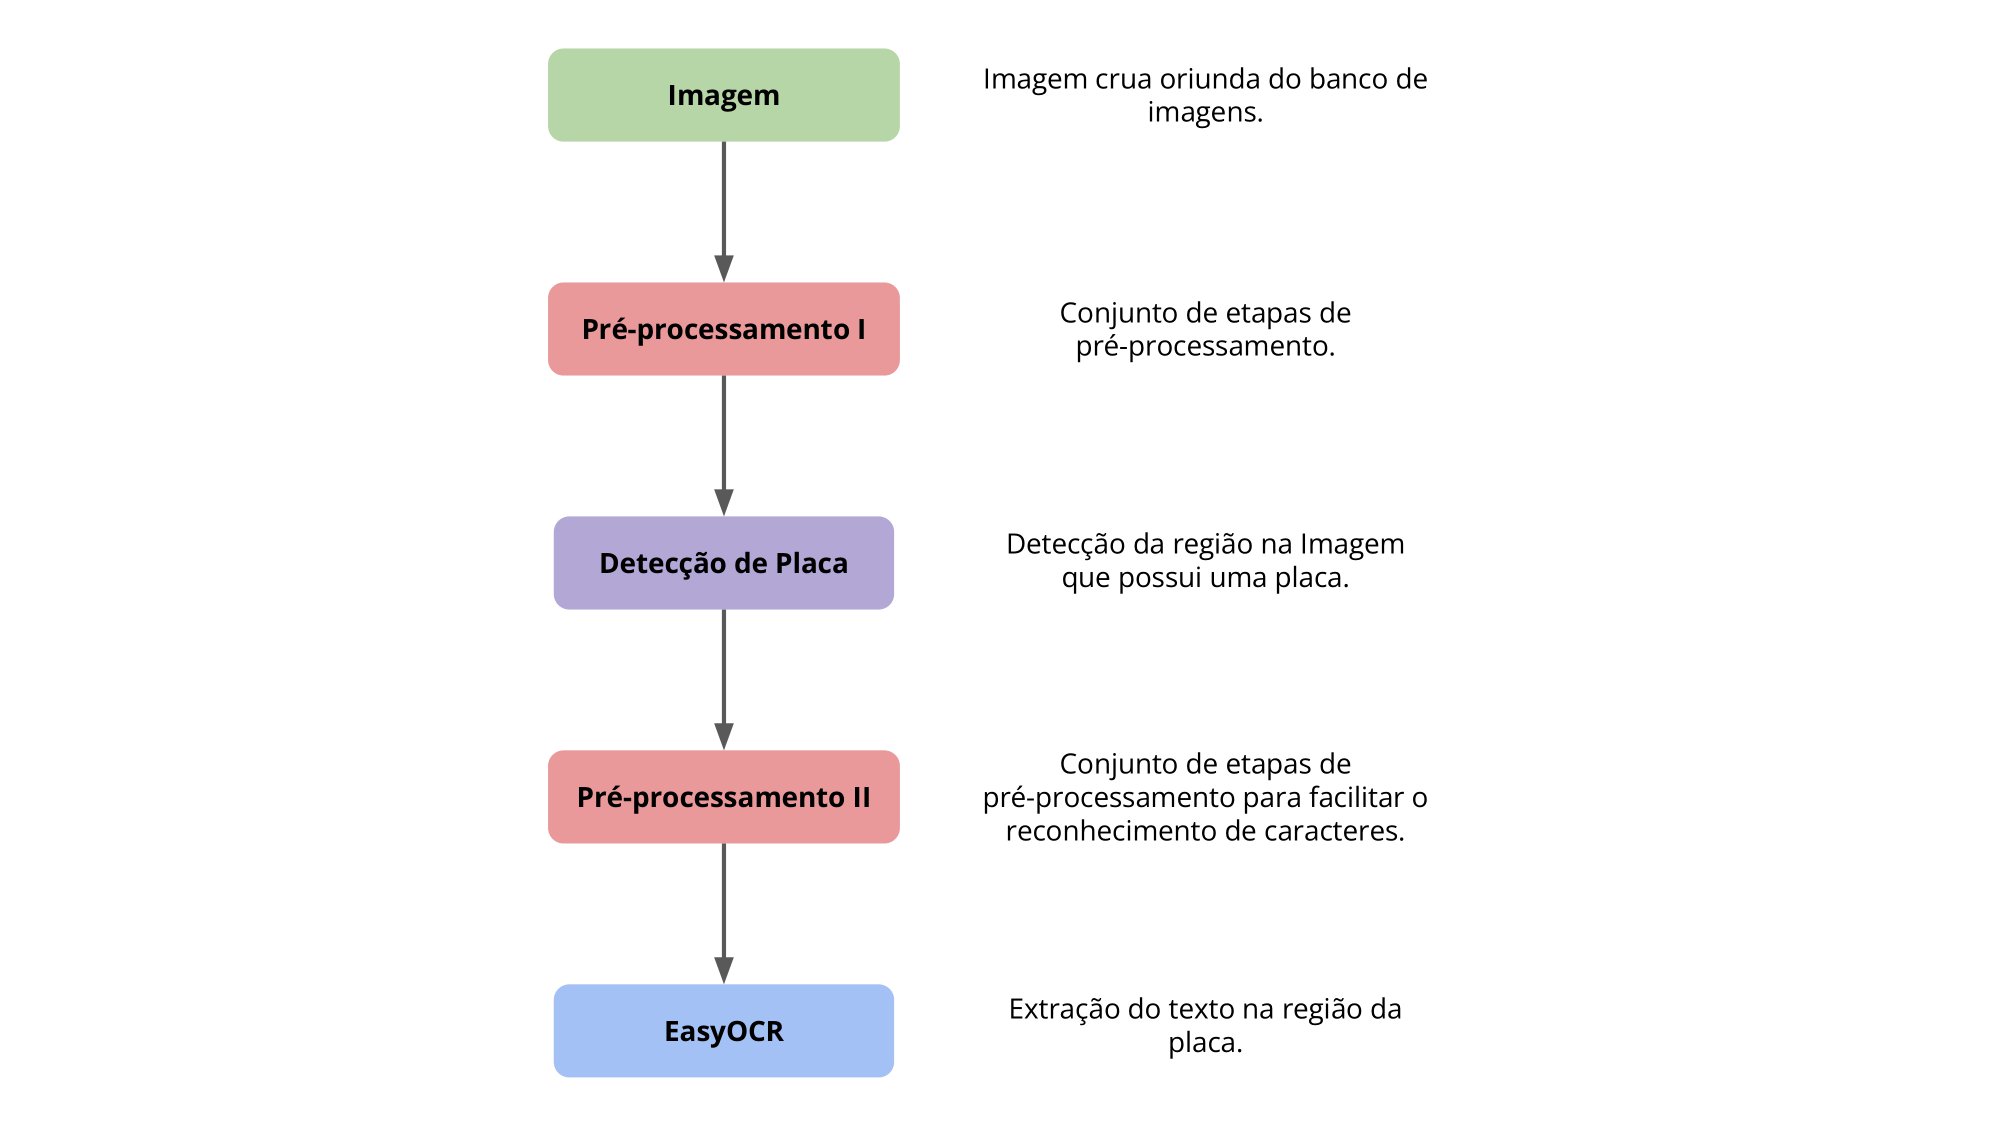 Imagem
Imagem crua oriunda do banco de
imagens.
Pré-processamento I
Conjunto de etapas de
pré-processamento.
Detecção de Placa
Detecção da região na Imagem
que possui uma placa.
Pré-processamento II
Conjunto de etapas de
pré-processamento para facilitar o
reconhecimento de caracteres.
EasyOCR
Extração do texto na região da
placa.